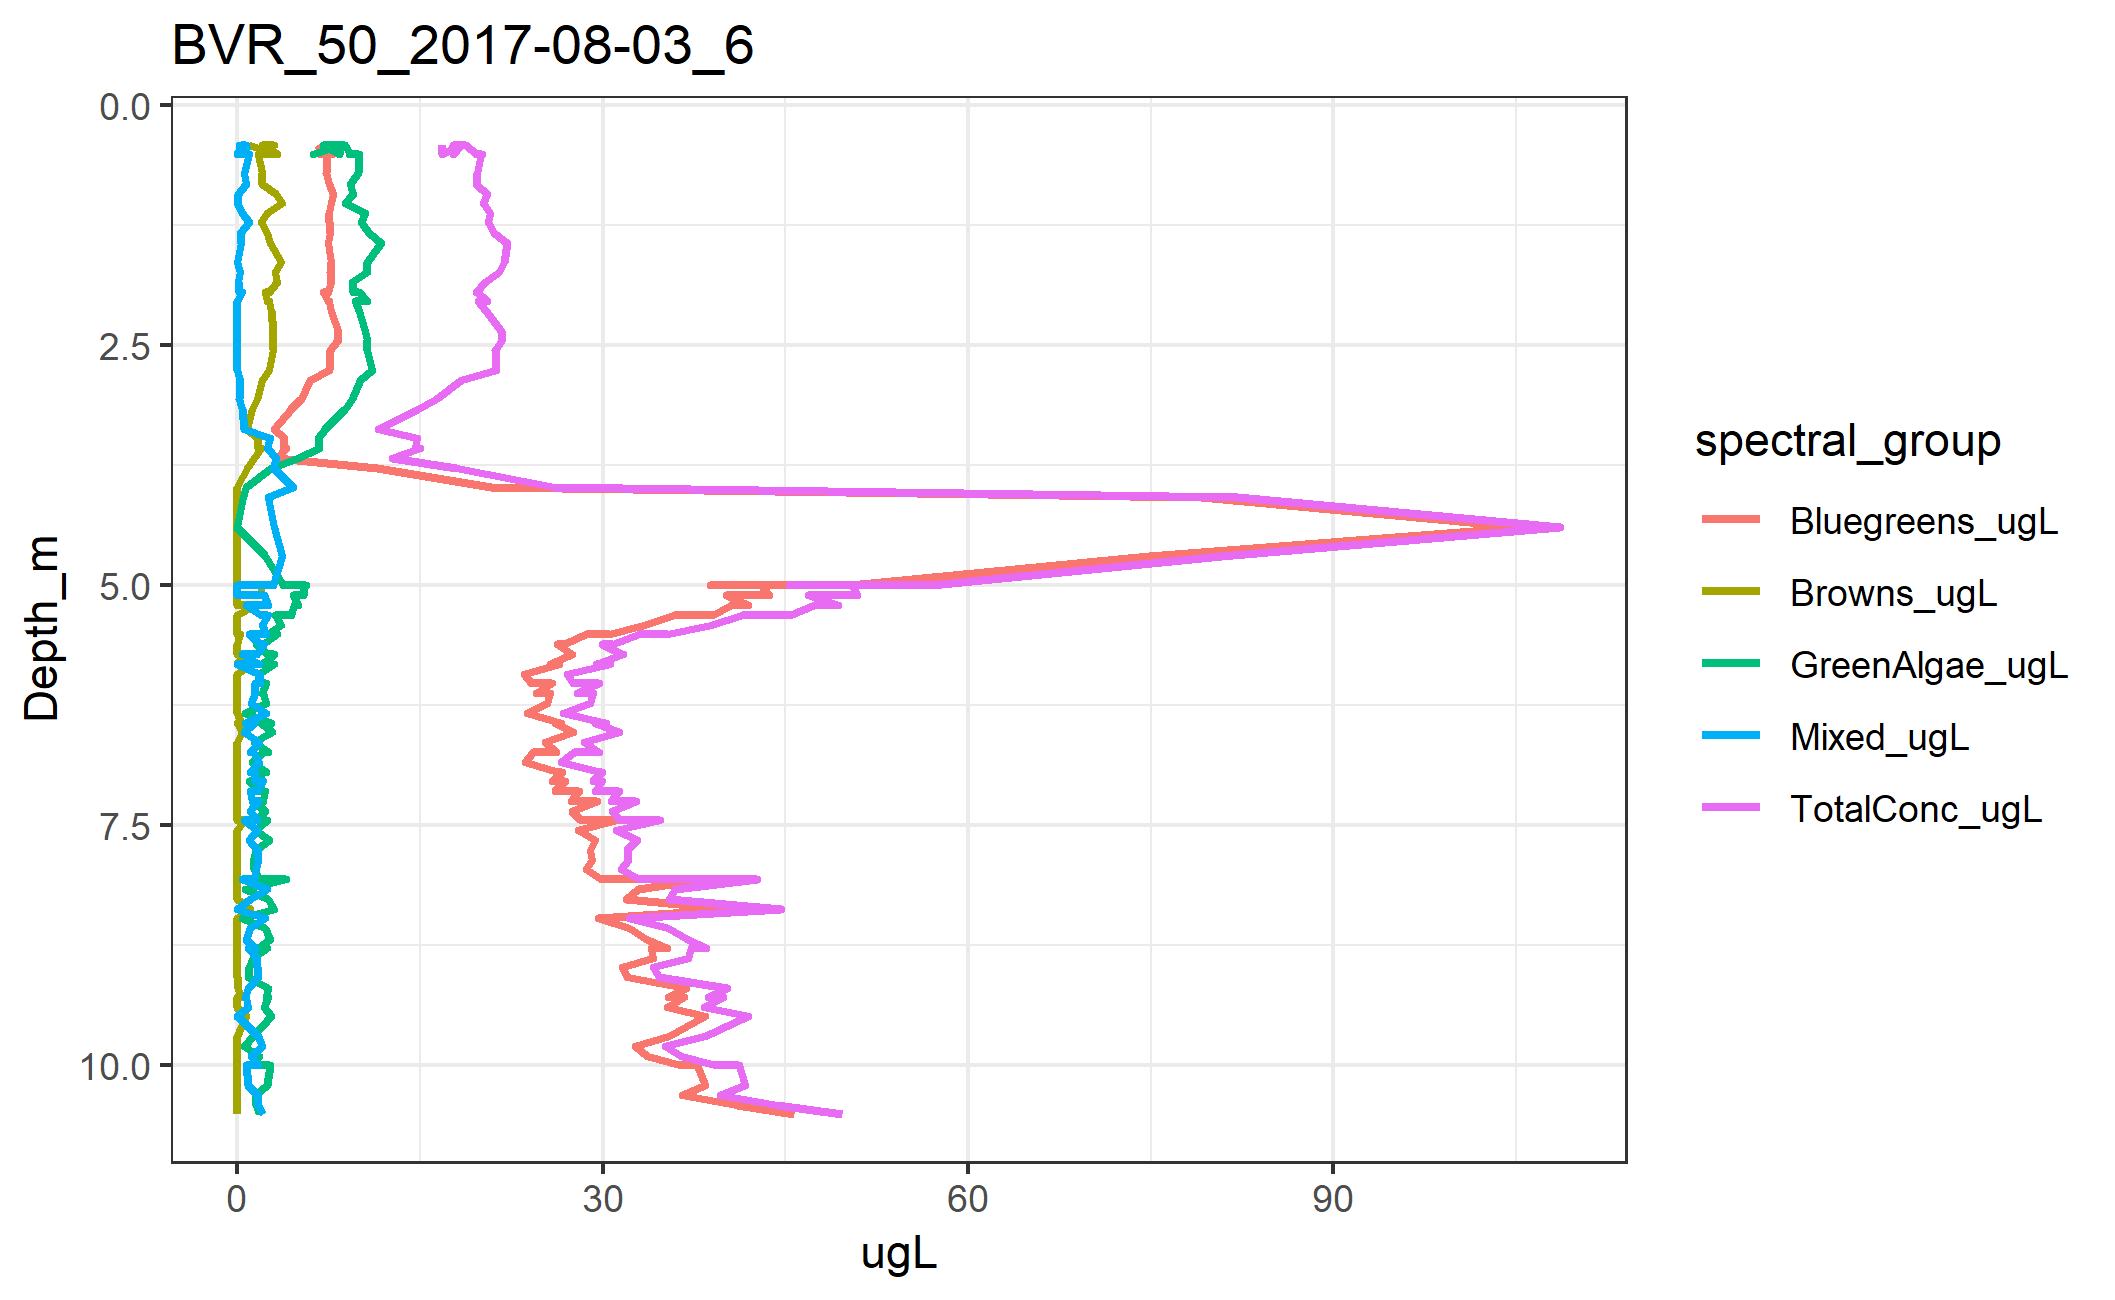 BVR_50_2017-08-03_6
0.0
2.5
5.0
7.5
10.0
Depth_m
0 30 60 90
ugL
spectral_group
Bluegreens_ugL
Browns_ugL
GreenAlgae_ugL
Mixed_ugL
TotalConc_ugL